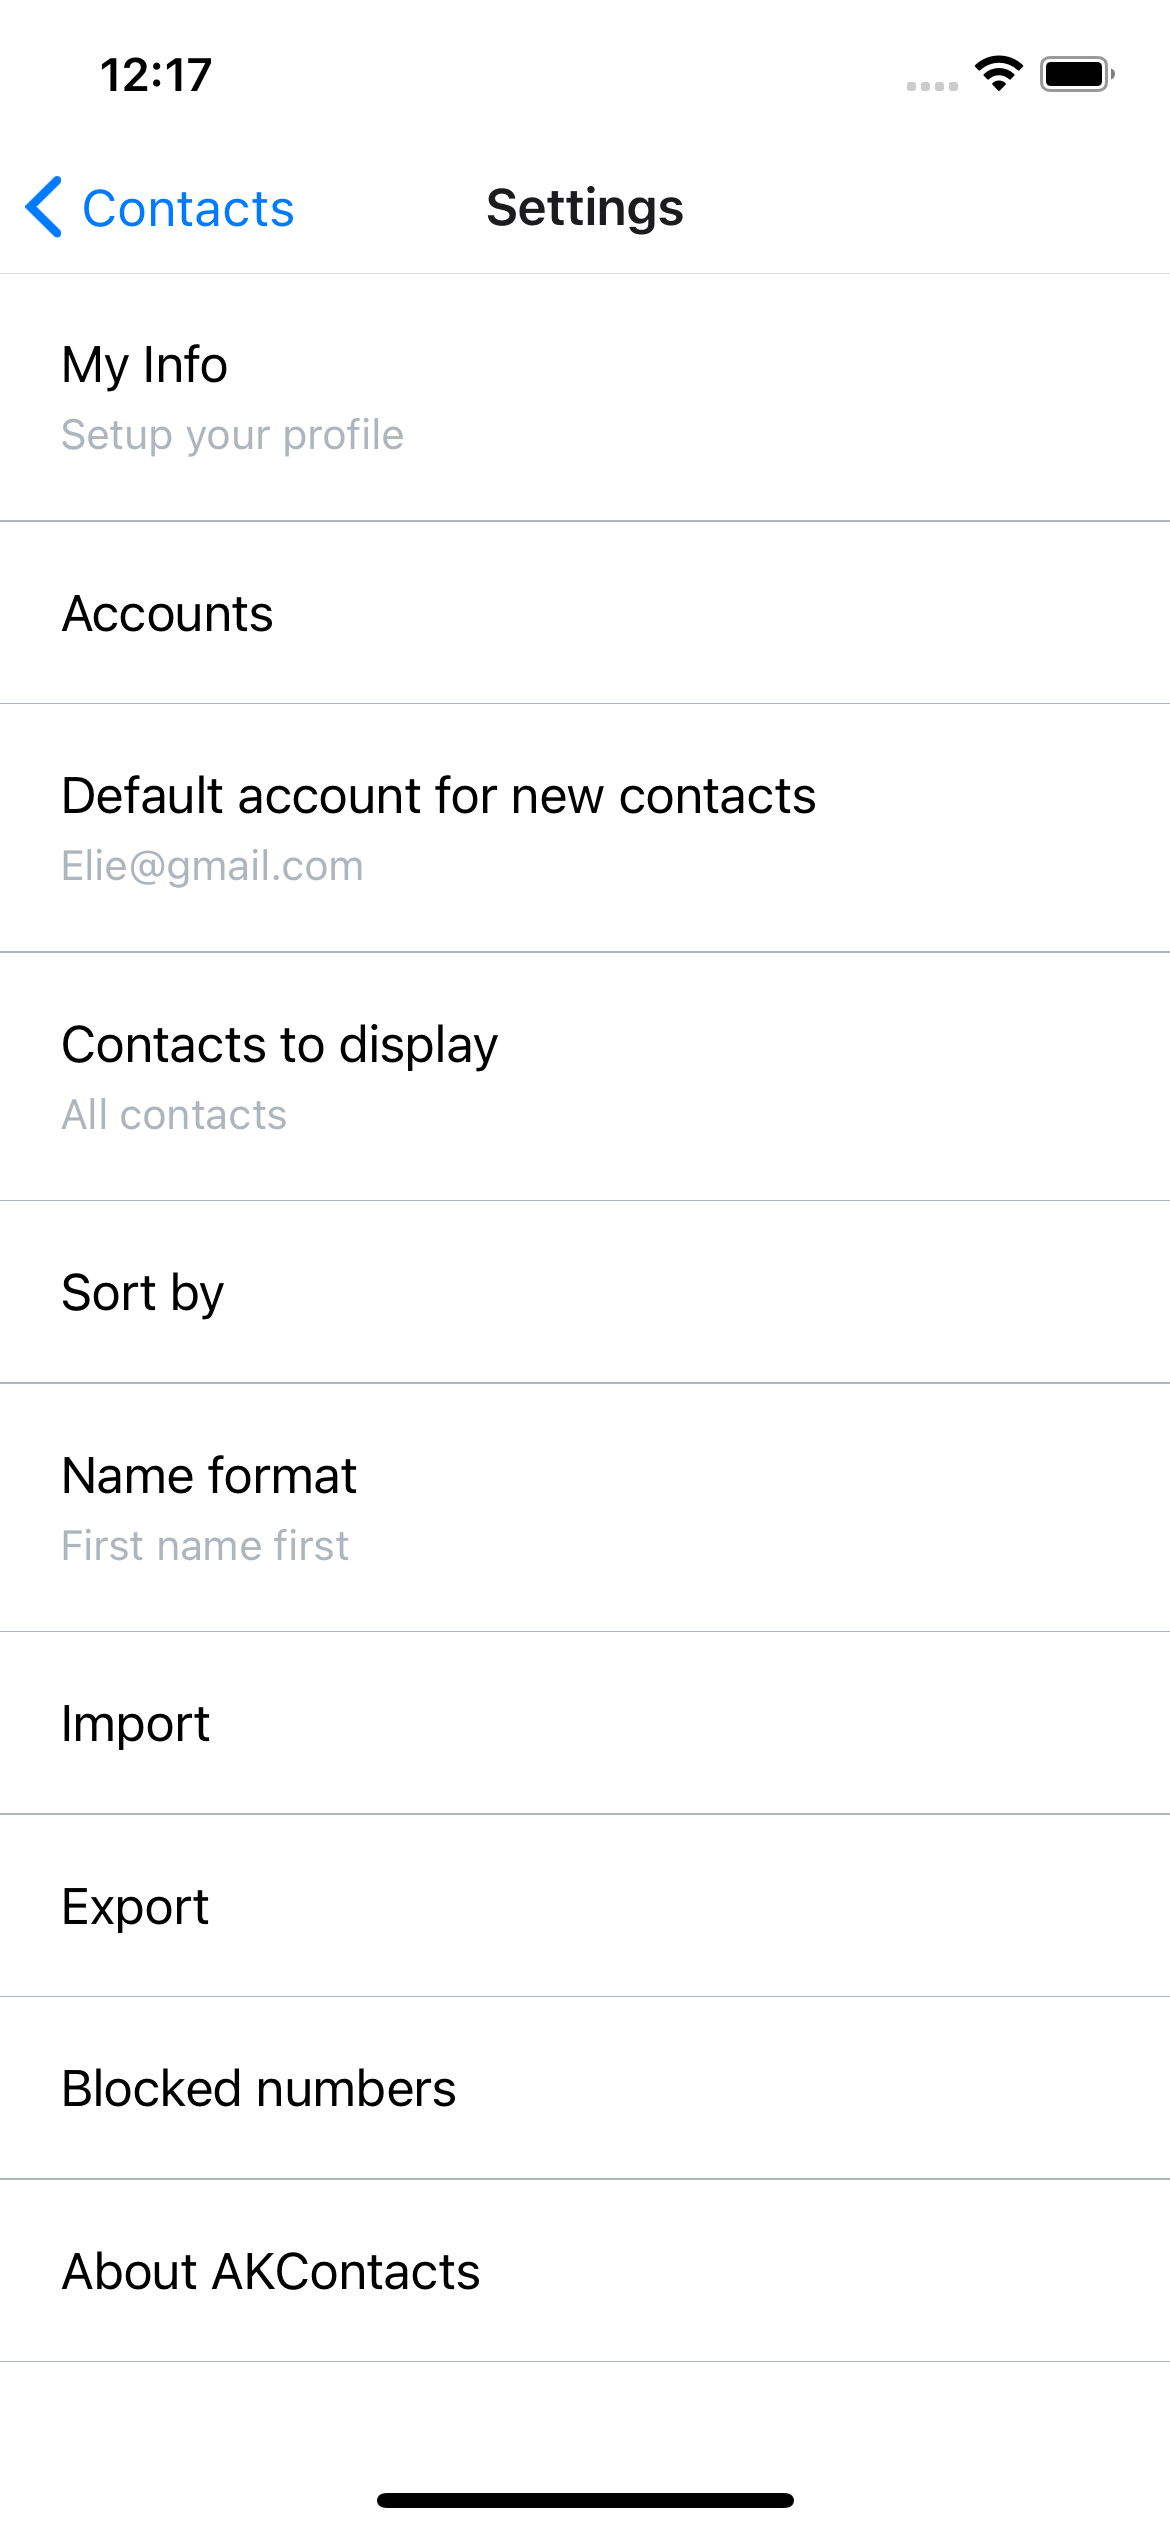 12:17
Contacts
Settings
My Info
Setup your profile
Accounts
Default account for new contacts
Elie@gmail.com
Contacts to display
All contacts
Sort by
Name format
First name first
Import
Export
Blocked numbers
About AKContacts